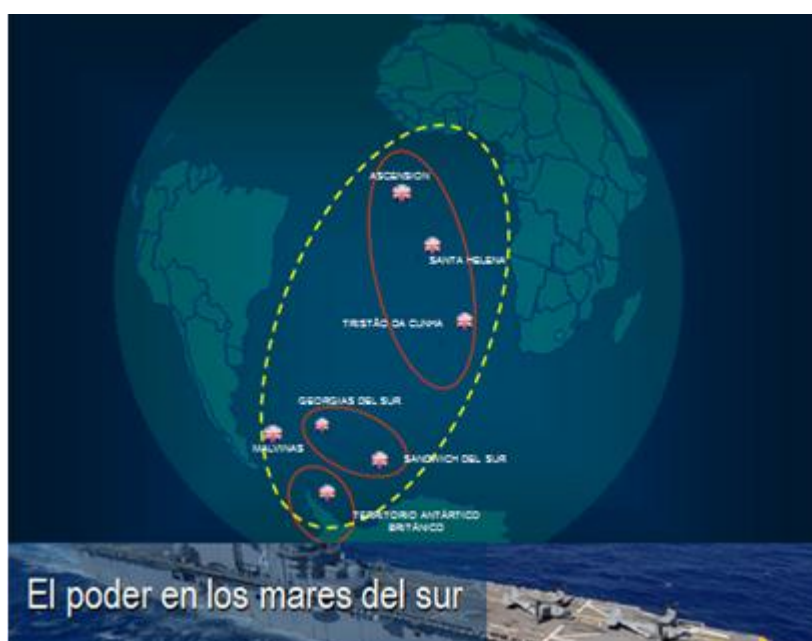 ASCENSION
SANTA HELENA
TRISTÃO DA CUNHA
GEORGIAS DEL SUR
MALVINAS
SANDWICH DEL SUR
TERRITORIO ANTÁRTICO
BRITÁNICO
El poder en los mares del sur